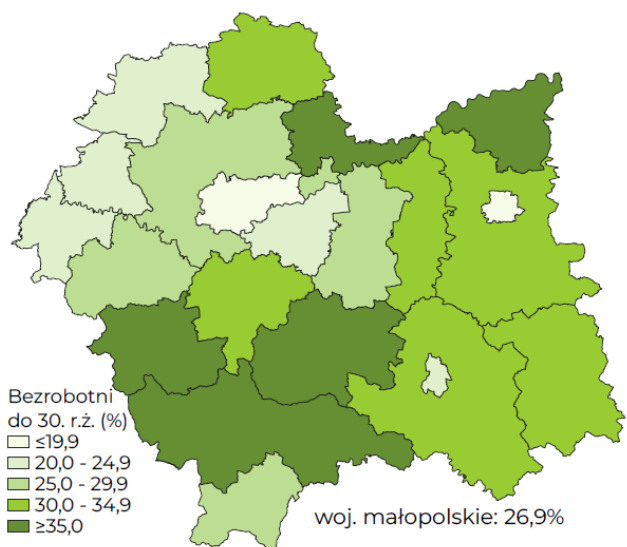 Bezrobotni
do 30. r.ż. (%)
≤19,9
20,0 - 24,9
25,0 - 29,9
30,0 - 34,9
≥35,0
woj. małopolskie: 26,9%